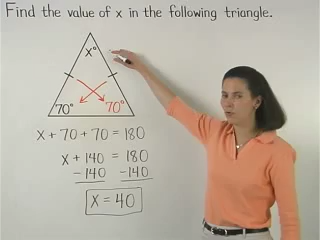 Find the value of x in the following triangle.
x°
70° 70°
x + 70 + 70 = 180
x + 140 = 180
-140 -140
x = 40